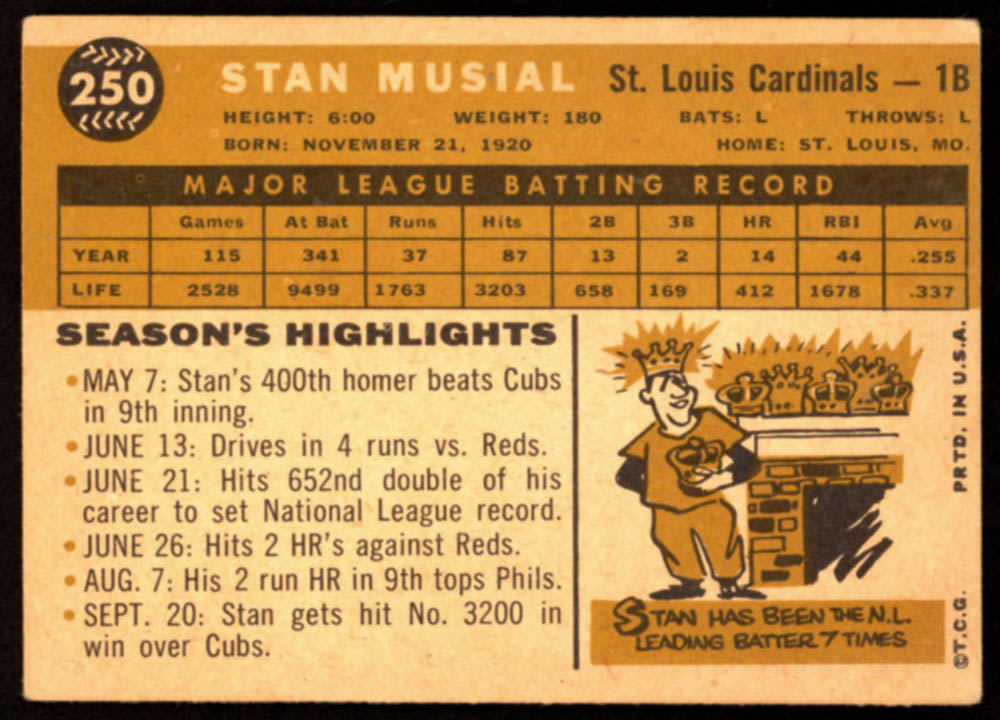 250
STAN MUSIAL St. Louis Cardinals — 1B
HEIGHT: 6:00 WEIGHT: 180 BATS: L THROWS: L
BORN: NOVEMBER 21, 1920 HOME: ST. LOUIS, MO.
MAJOR LEAGUE BATTING RECORD
Games At Bat Runs Hits 2B 3B HR RBI Avg
YEAR 115 341 37 87 13 2 14 44 .255
LIFE 2528 9499 1763 3203 658 169 412 1678 .337
SEASON'S HIGHLIGHTS
• MAY 7: Stan's 400th homer beats Cubs
in 9th inning.
• JUNE 13: Drives in 4 runs vs. Reds.
• JUNE 21: Hits 652nd double of his
career to set National League record.
• JUNE 26: Hits 2 HR's against Reds.
• AUG. 7: His 2 run HR in 9th tops Phils.
• SEPT. 20: Stan gets hit No. 3200 in
win over Cubs.
STAN HAS BEEN THE N.L.
LEADING BATTER 7 TIMES
©T.C.G. PRTD. IN U.S.A.